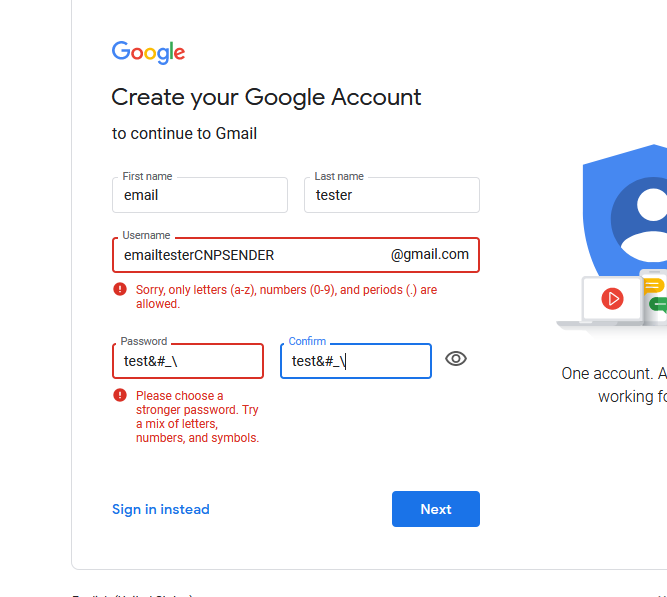 Google
Create your Google Account
to continue to Gmail
First name
email
Last name
tester
Username
emailtesterCNPSENDER
@gmail.com
Sorry, only letters (a-z), numbers (0-9), and periods (.) are
allowed.
Password
test&#_\
Confirm
test&#_\
Please choose a
stronger password. Try
a mix of letters,
numbers, and symbols.
Sign in instead
Next
One account. A
working fo